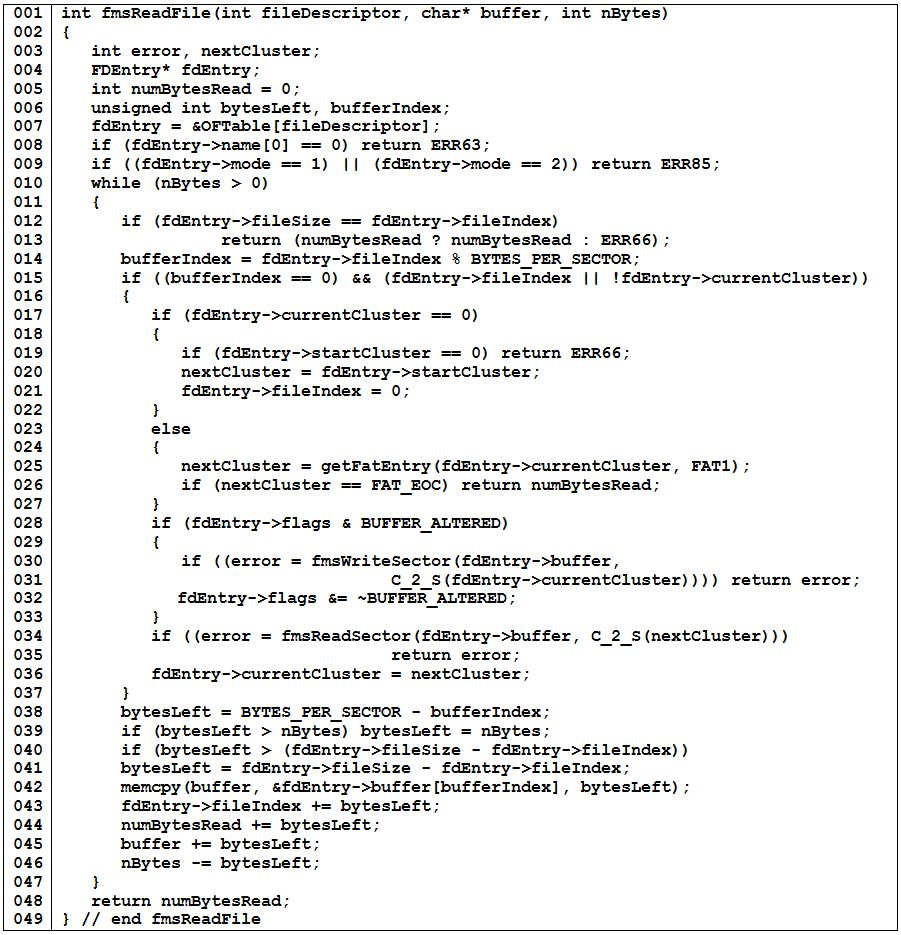 001 int fmsReadFile(int fileDescriptor, char* buffer, int nBytes)
002 {
003    int error, nextCluster;
004    FDEntry* fdEntry;
005    int numBytesRead = 0;
006    unsigned int bytesLeft, bufferIndex;
007    fdEntry = &OFTable[fileDescriptor];
008    if (fdEntry->name[0] == 0) return ERR63;
009    if ((fdEntry->mode == 1) || (fdEntry->mode == 2)) return ERR85;
010    while (nBytes > 0)
011    {
012       if (fdEntry->fileSize == fdEntry->fileIndex)
013                 return (numBytesRead ? numBytesRead : ERR66);
014       bufferIndex = fdEntry->fileIndex % BYTES_PER_SECTOR;
015       if ((bufferIndex == 0) && (fdEntry->fileIndex || !fdEntry->currentCluster))
016       {
017          if (fdEntry->currentCluster == 0)
018          {
019             if (fdEntry->startCluster == 0) return ERR66;
020             nextCluster = fdEntry->startCluster;
021             fdEntry->fileIndex = 0;
022          }
023          else
024          {
025             nextCluster = getFatEntry(fdEntry->currentCluster, FAT1);
026             if (nextCluster == FAT_EOC) return numBytesRead;
027          }
028          if (fdEntry->flags & BUFFER_ALTERED)
029          {
030             if ((error = fmsWriteSector(fdEntry->buffer,
031                                  C_2_S(fdEntry->currentCluster)))) return error;
032             fdEntry->flags &= ~BUFFER_ALTERED;
033          }
034          if ((error = fmsReadSector(fdEntry->buffer, C_2_S(nextCluster)))
035                                  return error;
036          fdEntry->currentCluster = nextCluster;
037       }
038       bytesLeft = BYTES_PER_SECTOR - bufferIndex;
039       if (bytesLeft > nBytes) bytesLeft = nBytes;
040       if (bytesLeft > (fdEntry->fileSize - fdEntry->fileIndex))
041       bytesLeft = fdEntry->fileSize - fdEntry->fileIndex;
042       memcpy(buffer, &fdEntry->buffer[bufferIndex], bytesLeft);
043       fdEntry->fileIndex += bytesLeft;
044       numBytesRead += bytesLeft;
045       buffer += bytesLeft;
046       nBytes -= bytesLeft;
047    }
048    return numBytesRead;
049 } // end fmsReadFile